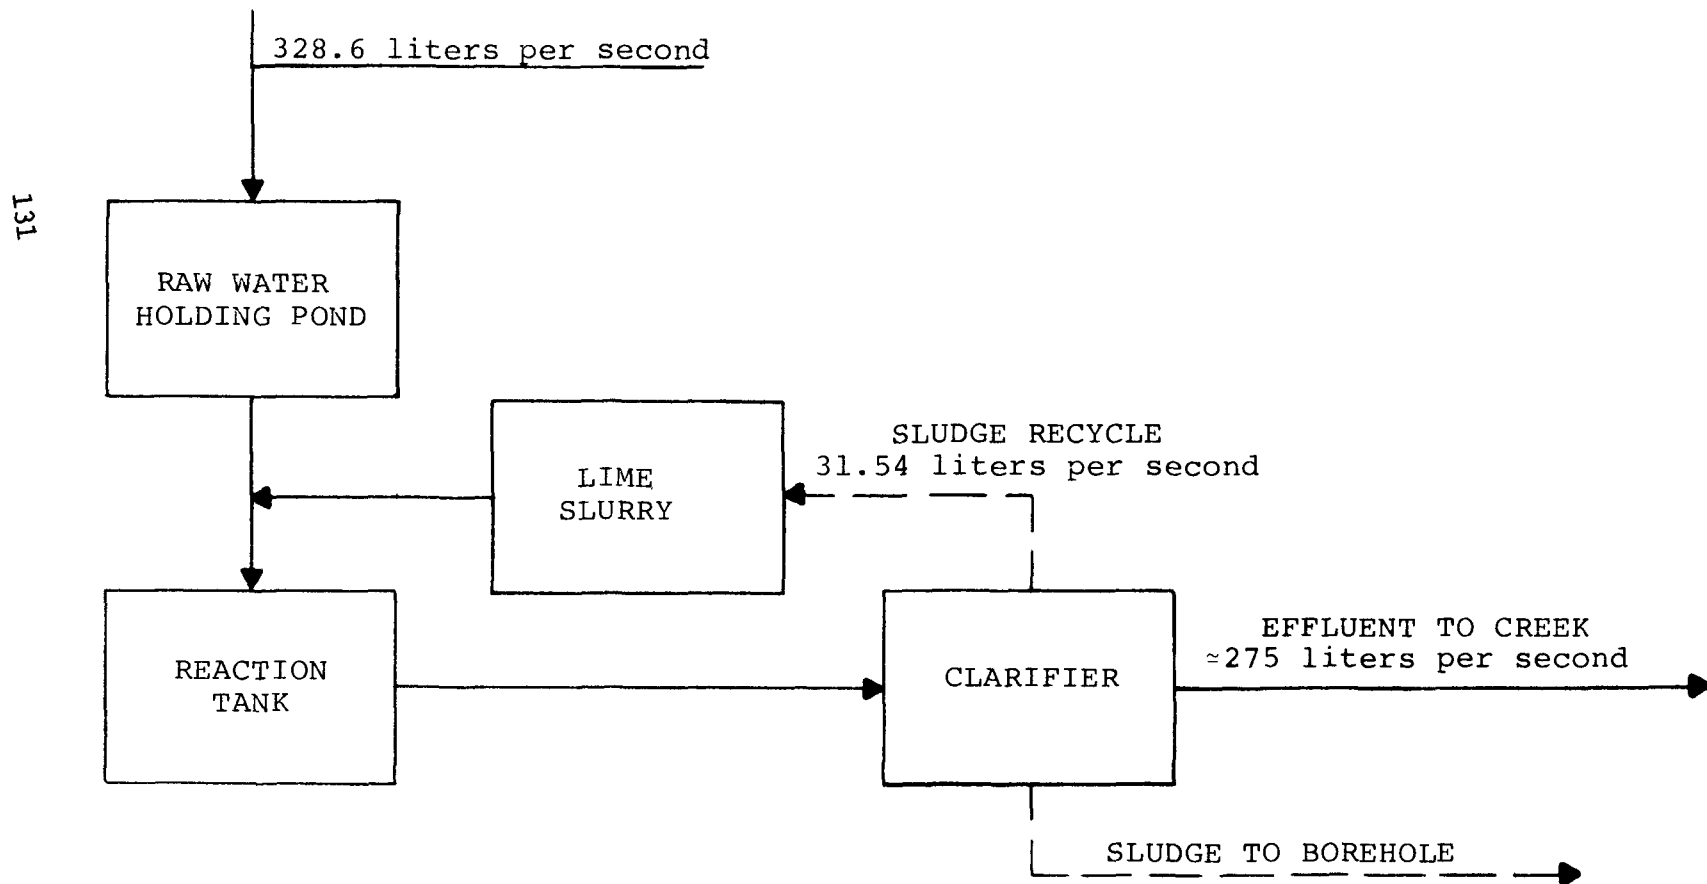 328.6 liters per second
131
RAW WATER
HOLDING POND
SLUDGE RECYCLE
31.54 liters per second
LIME
SLURRY
EFFLUENT TO CREEK
≃275 liters per second
REACTION
TANK
CLARIFIER
SLUDGE TO BOREHOLE